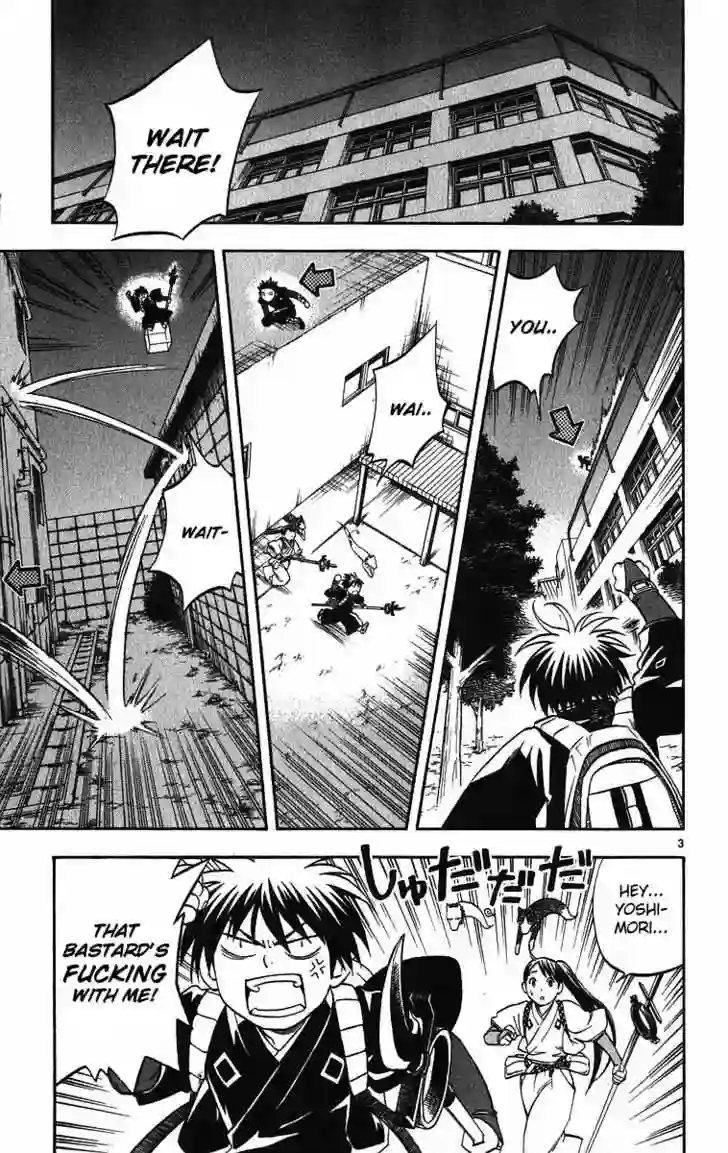 WAIT
THERE!
YOU..
WAI..
WAIT-
3
HEY...
YOSHI-
MORI...
しゅだだだだ
THAT
BASTARD'S
FUCKING
WITH ME!